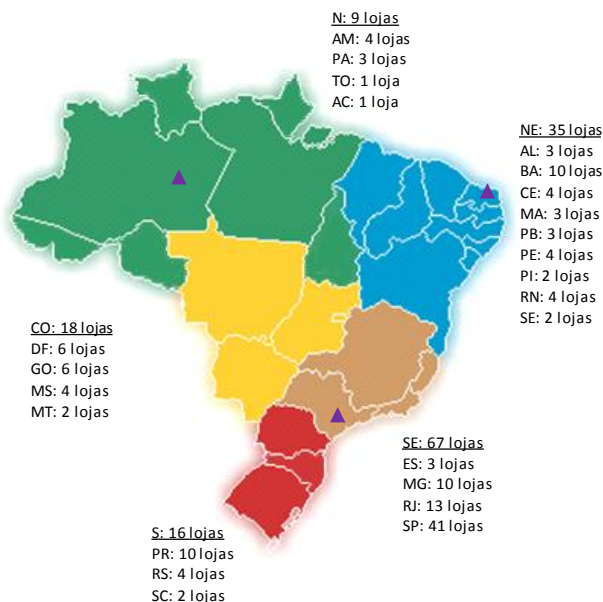 N: 9 lojas
AM: 4 lojas
PA: 3 lojas
TO: 1 loja
AC: 1 loja
NE: 35 lojas
AL: 3 lojas
BA: 10 lojas
CE: 4 lojas
MA: 3 lojas
PB: 3 lojas
PE: 4 lojas
PI: 2 lojas
RN: 4 lojas
SE: 2 lojas
CO: 18 lojas
DF: 6 lojas
GO: 6 lojas
MS: 4 lojas
MT: 2 lojas
SE: 67 lojas
ES: 3 lojas
MG: 10 lojas
RJ: 13 lojas
SP: 41 lojas
S: 16 lojas
PR: 10 lojas
RS: 4 lojas
SC: 2 lojas